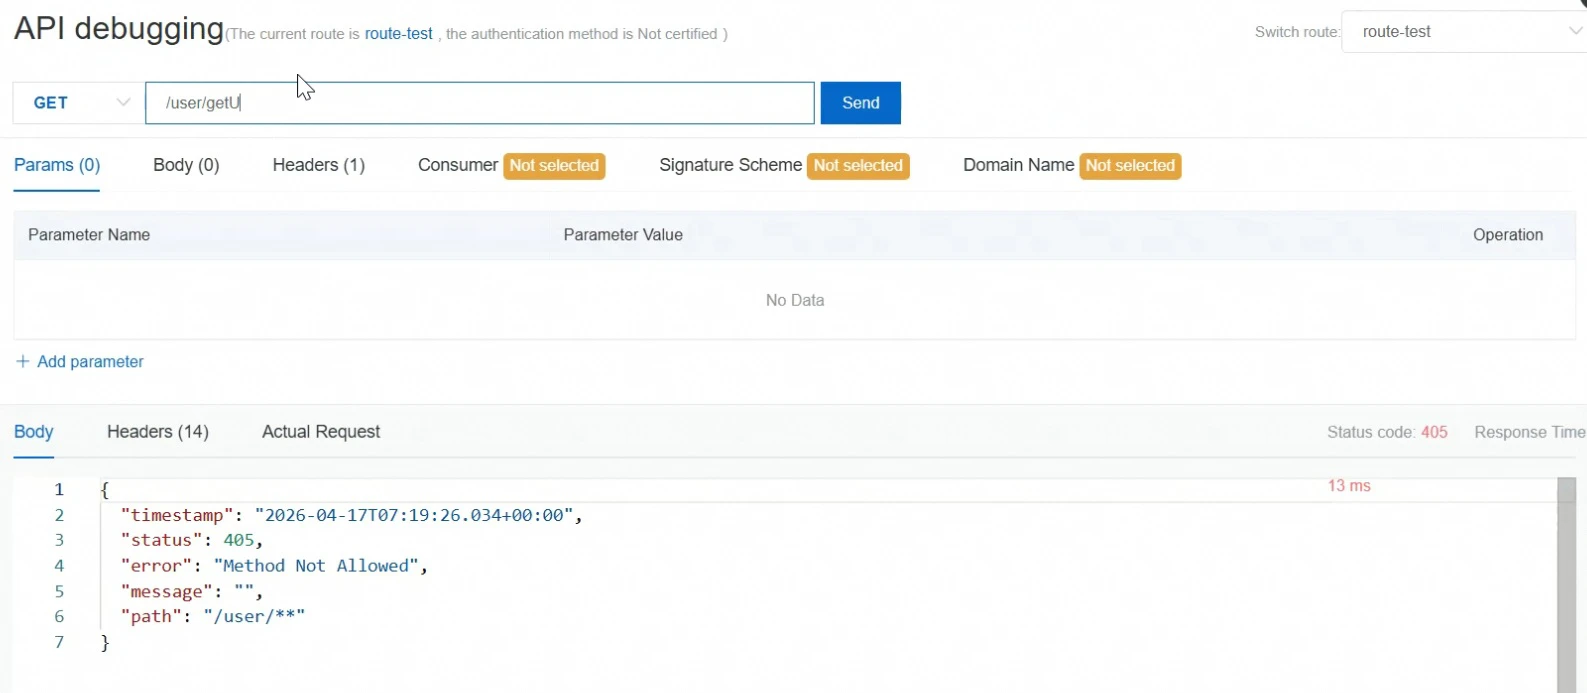 API debugging(The current route is route-test , the authentication method is Not certified )
Switch route: route-test
GET /user/getU Send
Params (0) Body (0) Headers (1) Consumer Not selected Signature Scheme Not selected Domain Name Not selected
Parameter Name Parameter Value Operation
No Data
+ Add parameter
Body Headers (14) Actual Request Status code: 405 Response Time
13 ms
1 {
2 "timestamp": "2026-04-17T07:19:26.034+00:00",
3 "status": 405,
4 "error": "Method Not Allowed",
5 "message": "",
6 "path": "/user/**"
7 }